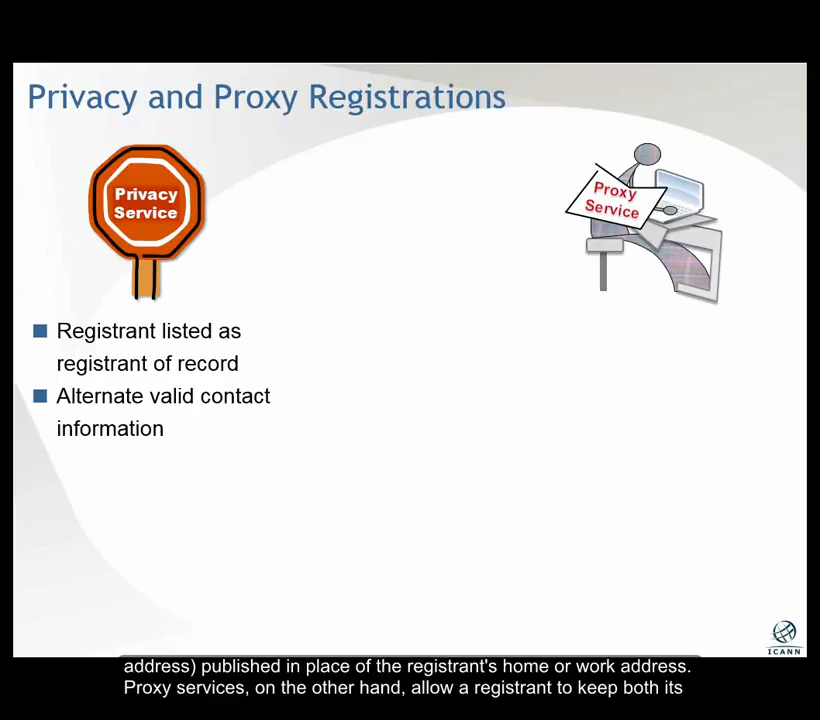 Privacy and Proxy Registrations
Privacy
Service
Proxy
Service
Registrant listed as
registrant of record
Alternate valid contact
information
ICANN
address) published in place of the registrant's home or work address.
Proxy services, on the other hand, allow a registrant to keep both its